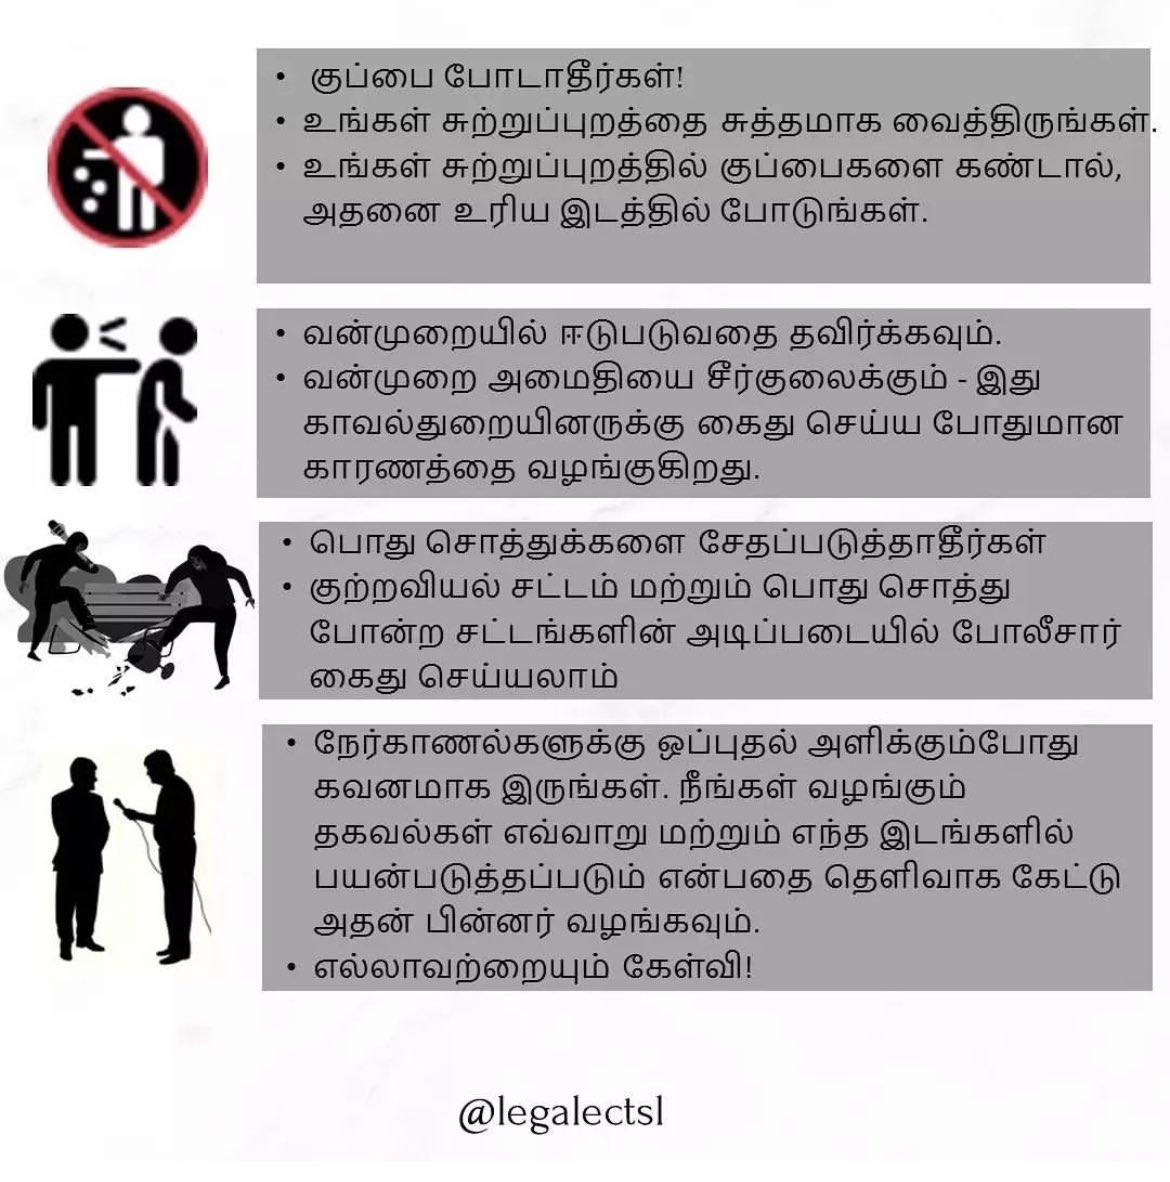 • குப்பை போடாதீர்கள்!
• உங்கள் சுற்றுப்புறத்தை சுத்தமாக வைத்திருங்கள்.
• உங்கள் சுற்றுப்புறத்தில் குப்பைகளை கண்டால்,
அதனை உரிய இடத்தில் போடுங்கள்.
• வன்முறையில் ஈடுபடுவதை தவிர்க்கவும்.
• வன்முறை அமைதியை சீர்குலைக்கும் - இது
காவல்துறையினருக்கு கைது செய்ய போதுமான
காரணத்தை வழங்குகிறது.
• பொது சொத்துக்களை சேதப்படுத்தாதீர்கள்
• குற்றவியல் சட்டம் மற்றும் பொது சொத்து
போன்ற சட்டங்களின் அடிப்படையில் போலீசார்
கைது செய்யலாம்
• நேர்காணல்களுக்கு ஒப்புதல் அளிக்கும்போது
கவனமாக இருங்கள். நீங்கள் வழங்கும்
தகவல்கள் எவ்வாறு மற்றும் எந்த இடங்களில்
பயன்படுத்தப்படும் என்பதை தெளிவாக கேட்டு
அதன் பின்னர் வழங்கவும்.
• எல்லாவற்றையும் கேள்வி!
@legalectsl